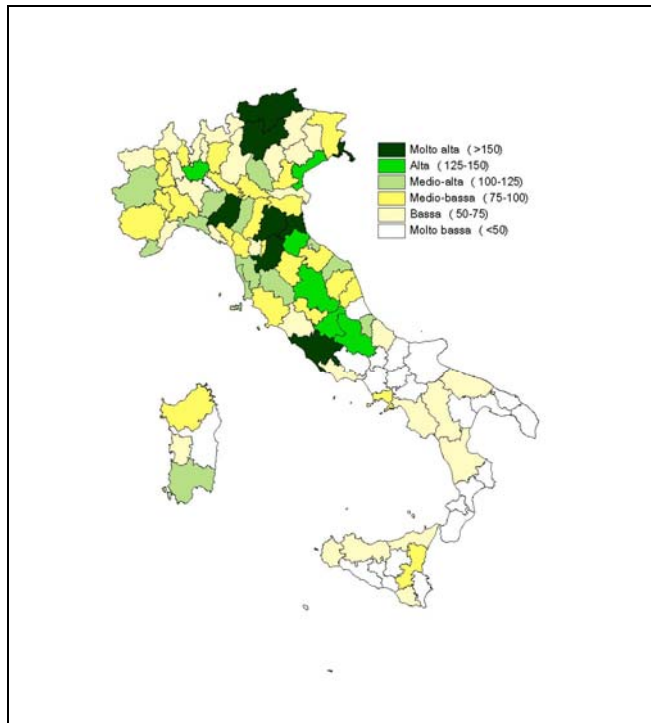 Molto alta (>150)
Alta (125-150)
Medio-alta (100-125)
Medio-bassa (75-100)
Bassa (50-75)
Molto bassa (<50)